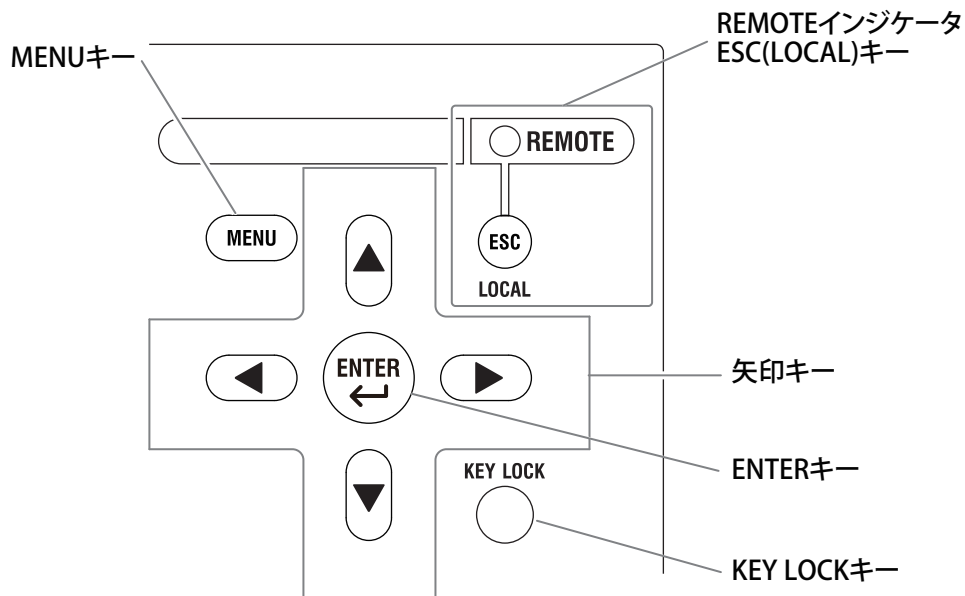 REMOTEインジケータ
ESC(LOCAL)キー
MENUキー
REMOTE
MENU
ESC
LOCAL
ENTER
矢印キー
KEY LOCK
ENTERキー
KEY LOCKキー